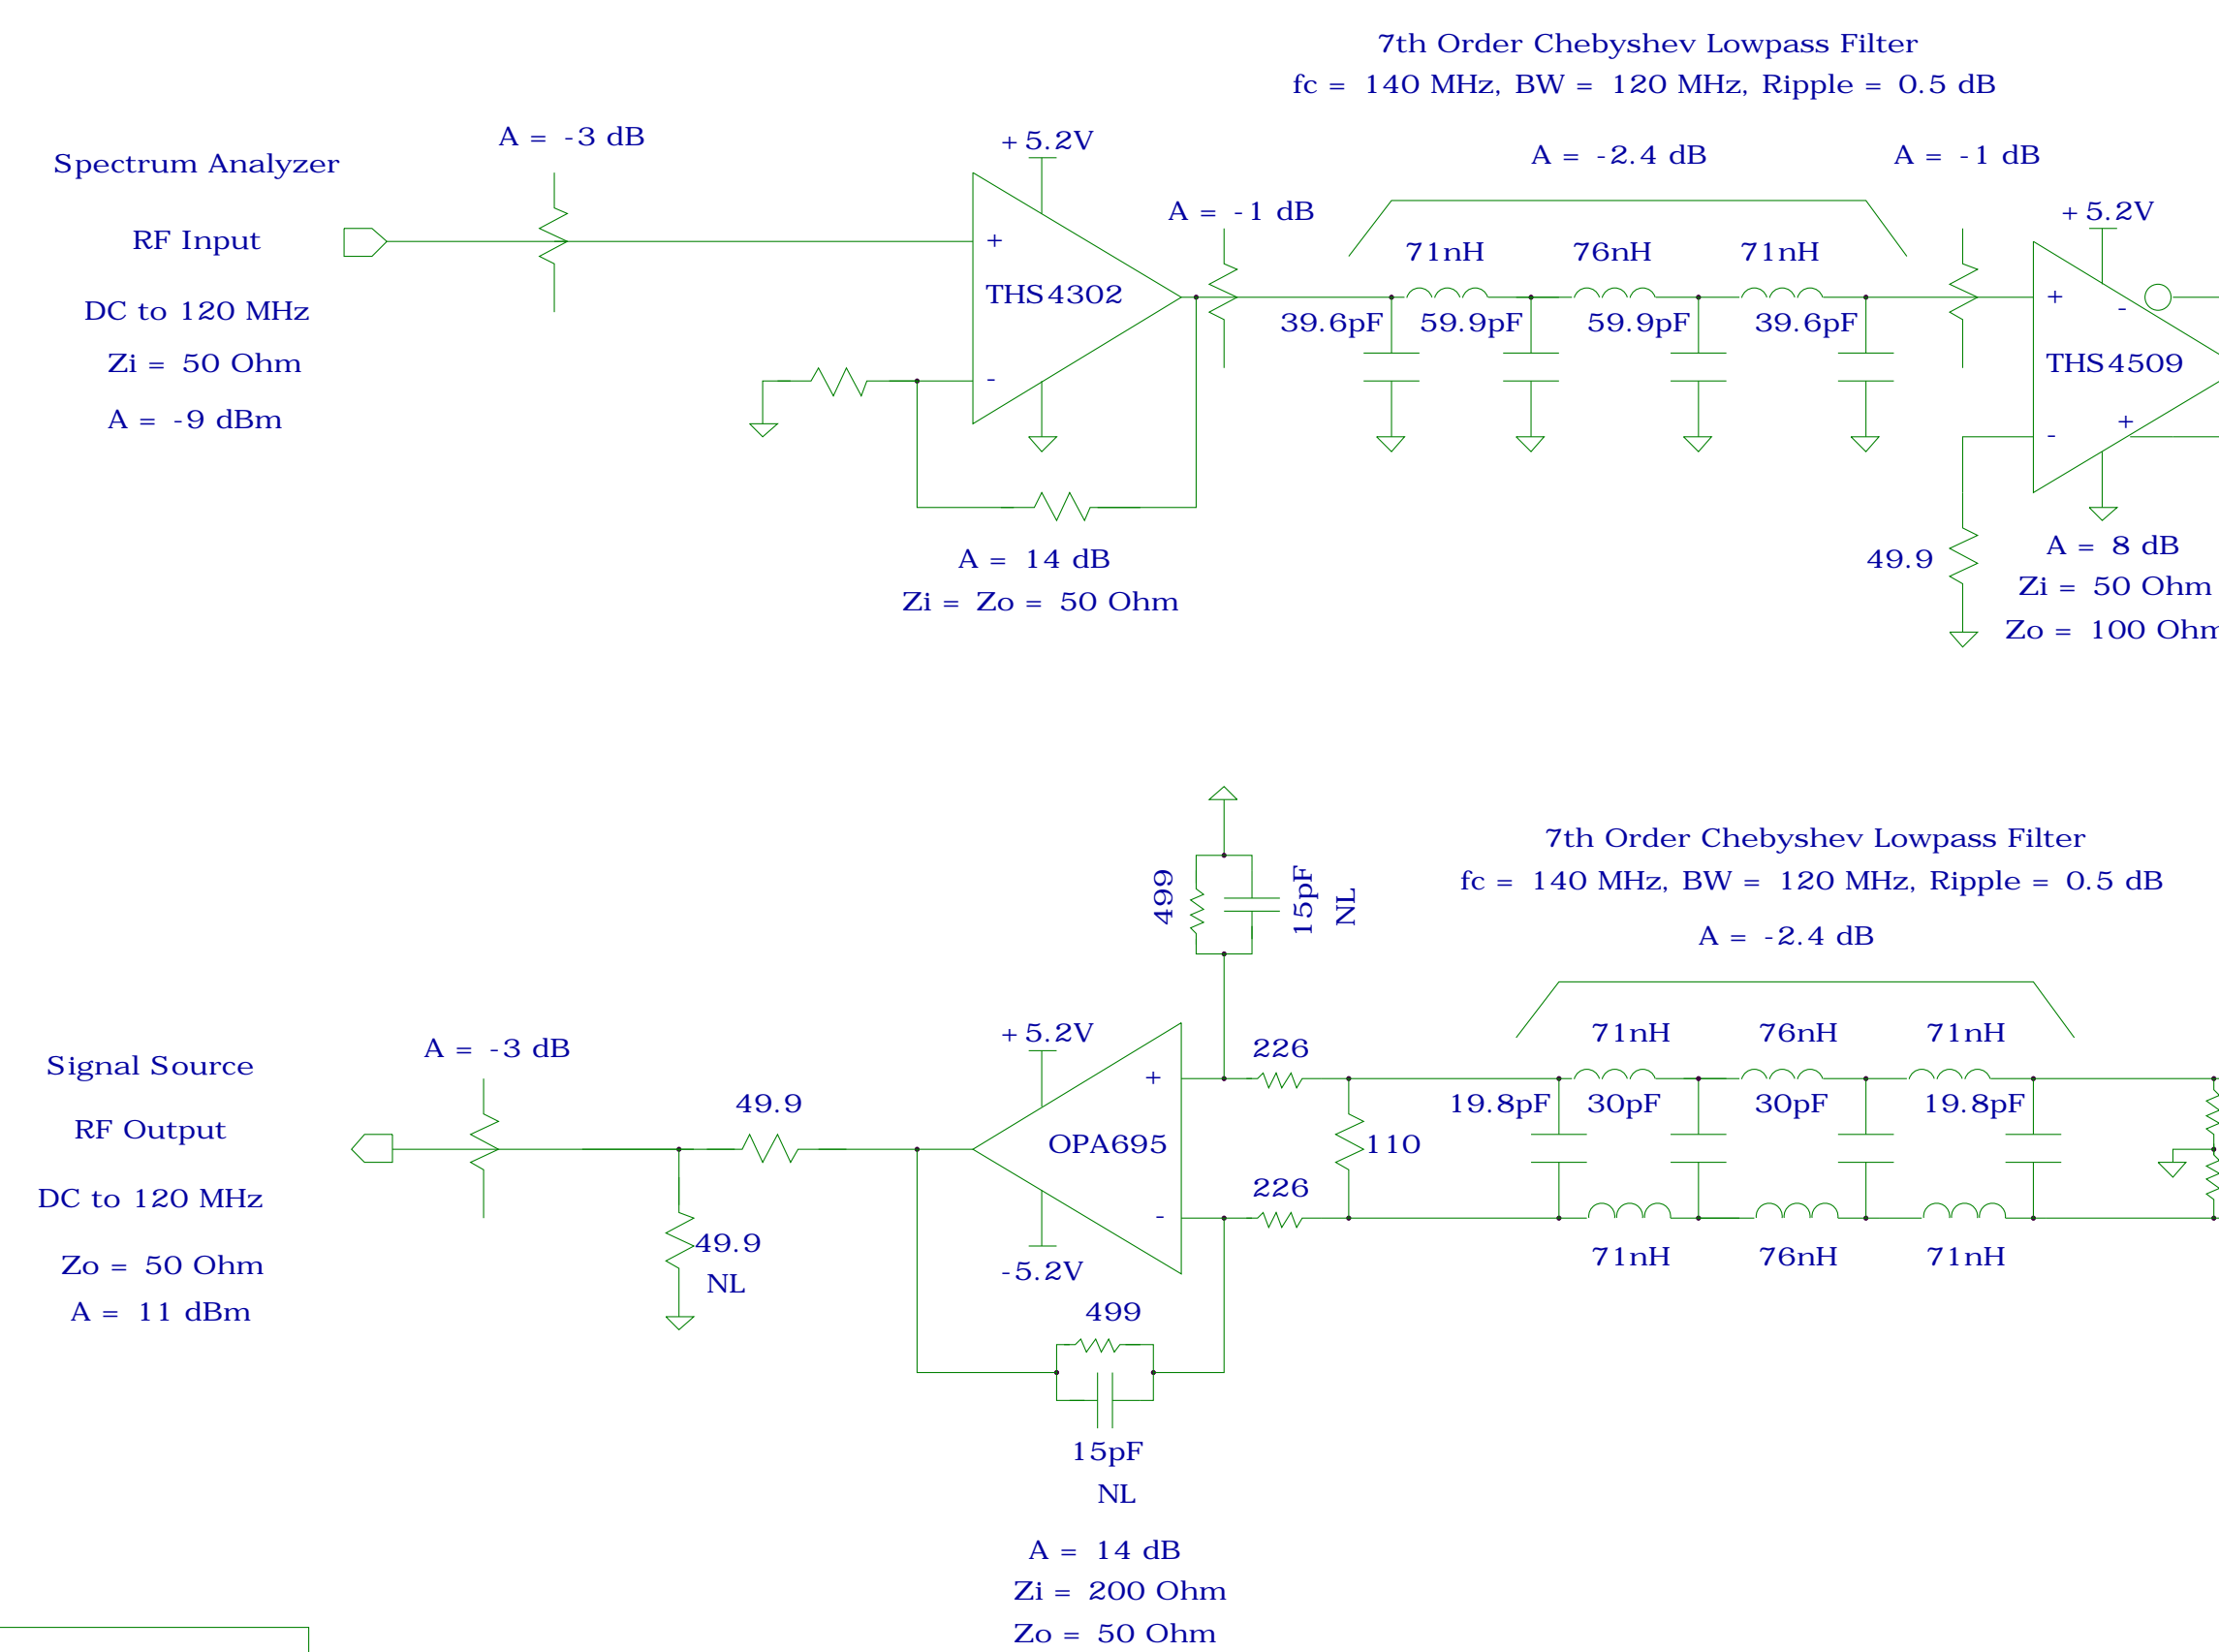 7th Order Chebyshev Lowpass Filter
fc = 140 MHz, BW = 120 MHz, Ripple = 0.5 dB
A = -3 dB
+5.2V
A = -2.4 dB
A = -1 dB
Spectrum Analyzer
A = -1 dB
+5.2V
RF Input
+
71nH
76nH
71nH
THS4302
+
-
DC to 120 MHz
39.6pF
59.9pF
59.9pF
39.6pF
Zi = 50 Ohm
THS4509
-
A = -9 dBm
+
-
A = 14 dB
49.9
A = 8 dB
Zi = Zo = 50 Ohm
Zi = 50 Ohm
Zo = 100 Ohm
7th Order Chebyshev Lowpass Filter
fc = 140 MHz, BW = 120 MHz, Ripple = 0.5 dB
499
15pF
NL
A = -2.4 dB
Signal Source
A = -3 dB
+5.2V
226
71nH
76nH
71nH
+
RF Output
49.9
19.8pF
30pF
30pF
19.8pF
OPA695
110
DC to 120 MHz
226
-
49.9
NL
-5.2V
71nH
76nH
71nH
Zo = 50 Ohm
A = 11 dBm
499
15pF
NL
A = 14 dB
Zi = 200 Ohm
Zo = 50 Ohm